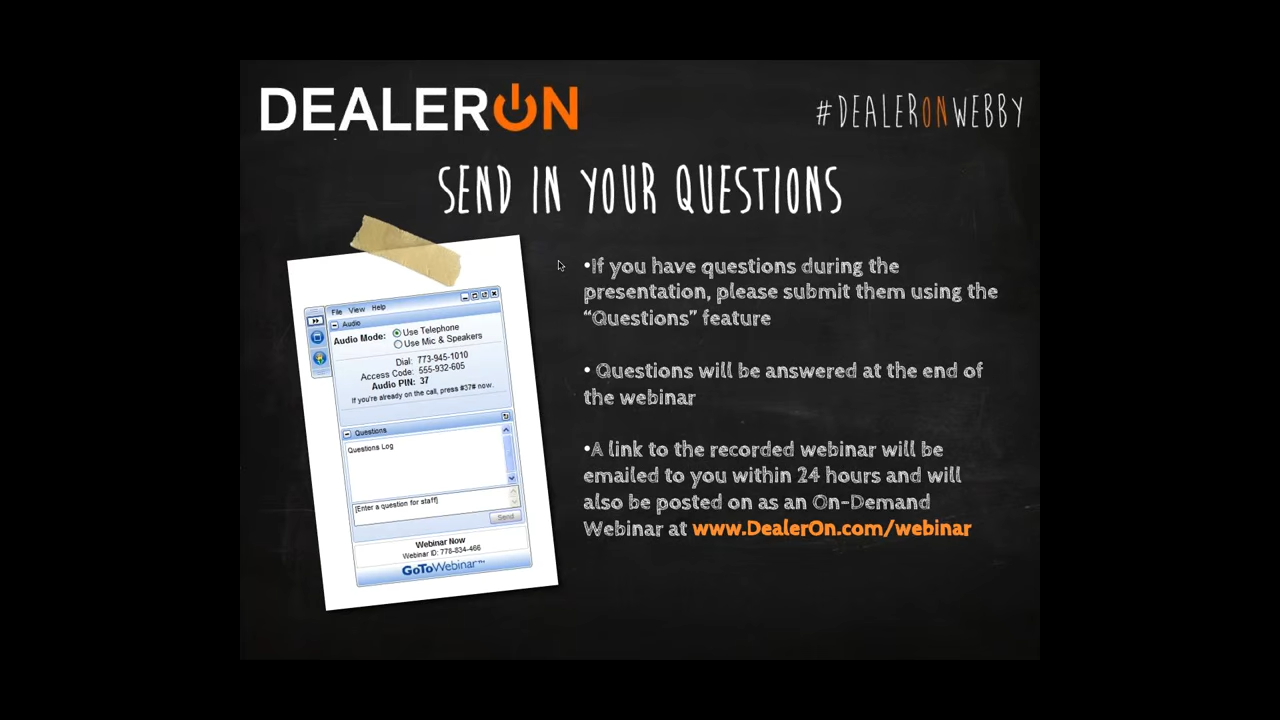 DEALERON
#DEALERONWEBBY
SEND IN YOUR QUESTIONS
File View Help
Audio
Audio Mode: Use Telephone
Use Mic & Speakers
Dial: 773-945-1010
Access Code: 555-932-605
Audio PIN: 37
If you're already on the call, press #37# now.
Questions
Questions Log
[Enter a question for staff]
Send
Webinar Now
Webinar ID: 778-834-466
GoToWebinar™
•If you have questions during the
presentation, please submit them using the
“Questions” feature
• Questions will be answered at the end of
the webinar
•A link to the recorded webinar will be
emailed to you within 24 hours and will
also be posted on as an On-Demand
Webinar at www.DealerOn.com/webinar